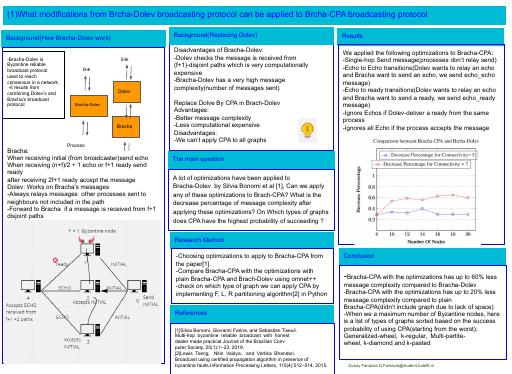 (1)What modifications from Brcha-Dolev broadcasting protocol can be applied to Brcha-CPA broadcasting protocol
Background(How Bracha-Dolev work)
-Bracha-Dolev is
Byzantine reliable
broadcast protocol
used to reach
consensus in a network,
-it results from
combining Dolev's and
Bracha's broadcast
protocol
link
link
Dolev
Bracha-Dolev
Bracha
Process
Bracha:
When receiving initial (from broadcaster)send echo
When receiving (n+f)/2 + 1 echo or f+1 ready send
ready
after receiving 2f+1 ready accept the message
Dolev: Works on Bracha's messages
-Always relays messages other processes sent to
neighbours not included in the path
-Forward to Bracha if a message is received from f+1
disjoint paths
f = 1 Byzantine node
ready
INITIAL
ECHO
INITIAL
4
Accepts ECHO
received from
f+1 =2 paths
2
Accepts INITIAL
0
Send
INITIAL
ECHO
INITIAL
3
Background(Replacing Dolev)
Disadvantages of Bracha-Dolev:
-Dolev checks the message is received from
(f+1)-disjoint paths which is very computationally
expensive
-Bracha-Dolev has a very high message
complexity(number of messages sent)
Replace Dolve By CPA in Brach-Dolev
Advantages:
-Better message complexity
-Less computational expensive
Disadvantages:
-We can't apply CPA to all graphs
The main question
A lot of optimizations have been applied to
Bracha-Dolev by Silvia Bonomi et al [1], Can we apply
any of these optimizations to Brach-CPA? What is the
decrease percentage of message complexity after
applying these optimizations? On Which types of graphs
does CPA have the highest probability of succeeding ?
Research Method
-Choosing optimizations to apply to Bracha-CPA from
the paper[1].
-Compare Bracha-CPA with the optimizations with
plain Bracha-CPA and Brach-Dolev using omnet++
-check on which type of graph we can apply CPA by
implementing F, L, R partitioning algorithm[2] in Python
References
[1]Silvia Bonomi, Giovanni Farina, and Sebastien Tixeuil.
Multi-hop byzantine reliable broadcast with honest
dealer made practical Journal of the Brazilian Com-
puter Society, 25(1):1–23, 2019.
[2]Lewis Tseng, Nitin Vaidya, and Vartika Bhandari.
Broadcast using certified propagation algorithm in presence of
byzantine faults.Information Processing Letters, 115(4):512–514, 2015.
Results
We applied the following optimizations to Bracha-CPA:
-Single-hop Send message(processes don't relay send)
-Echo to Echo transitions(Dolev wants to relay an echo
and Bracha want to send an echo, we send echo_echo
message)
-Echo to ready transitions(Dolev wants to relay an echo
and Bracha want to send a ready, we send echo_ready
message)
-Ignore Echos if Dolev-deliver a ready from the same
process
-Ignores all Echo if the process accepts the message
Comparison between Bracha-CPA and Bracha-Dolev
Decrease Percentage for Connectivity= 5
Decrease Percentage for Connectivity = 7
Decrease Percentage
1
0.8
0.6
0.4
0.2
0
8 10 12 14 16 18 20
Number Of Nodes
Conclusion
-Bracha-CPA with the optimizations has up to 60% less
message complexity compared to Bracha-Dolev
-Bracha-CPA with the optimizations has up to 20% less
message complexity compared to plain
Bracha-CPA(didn't include graph due to lack of space)
-When we a maximum number of Byzantine nodes, here
is a list of types of graphs sorted based on the success
probability of using CPA(starting from the worst):
Generalized-wheel, k-regular, Multi-partite-
wheel, k-diamond and k-pasted